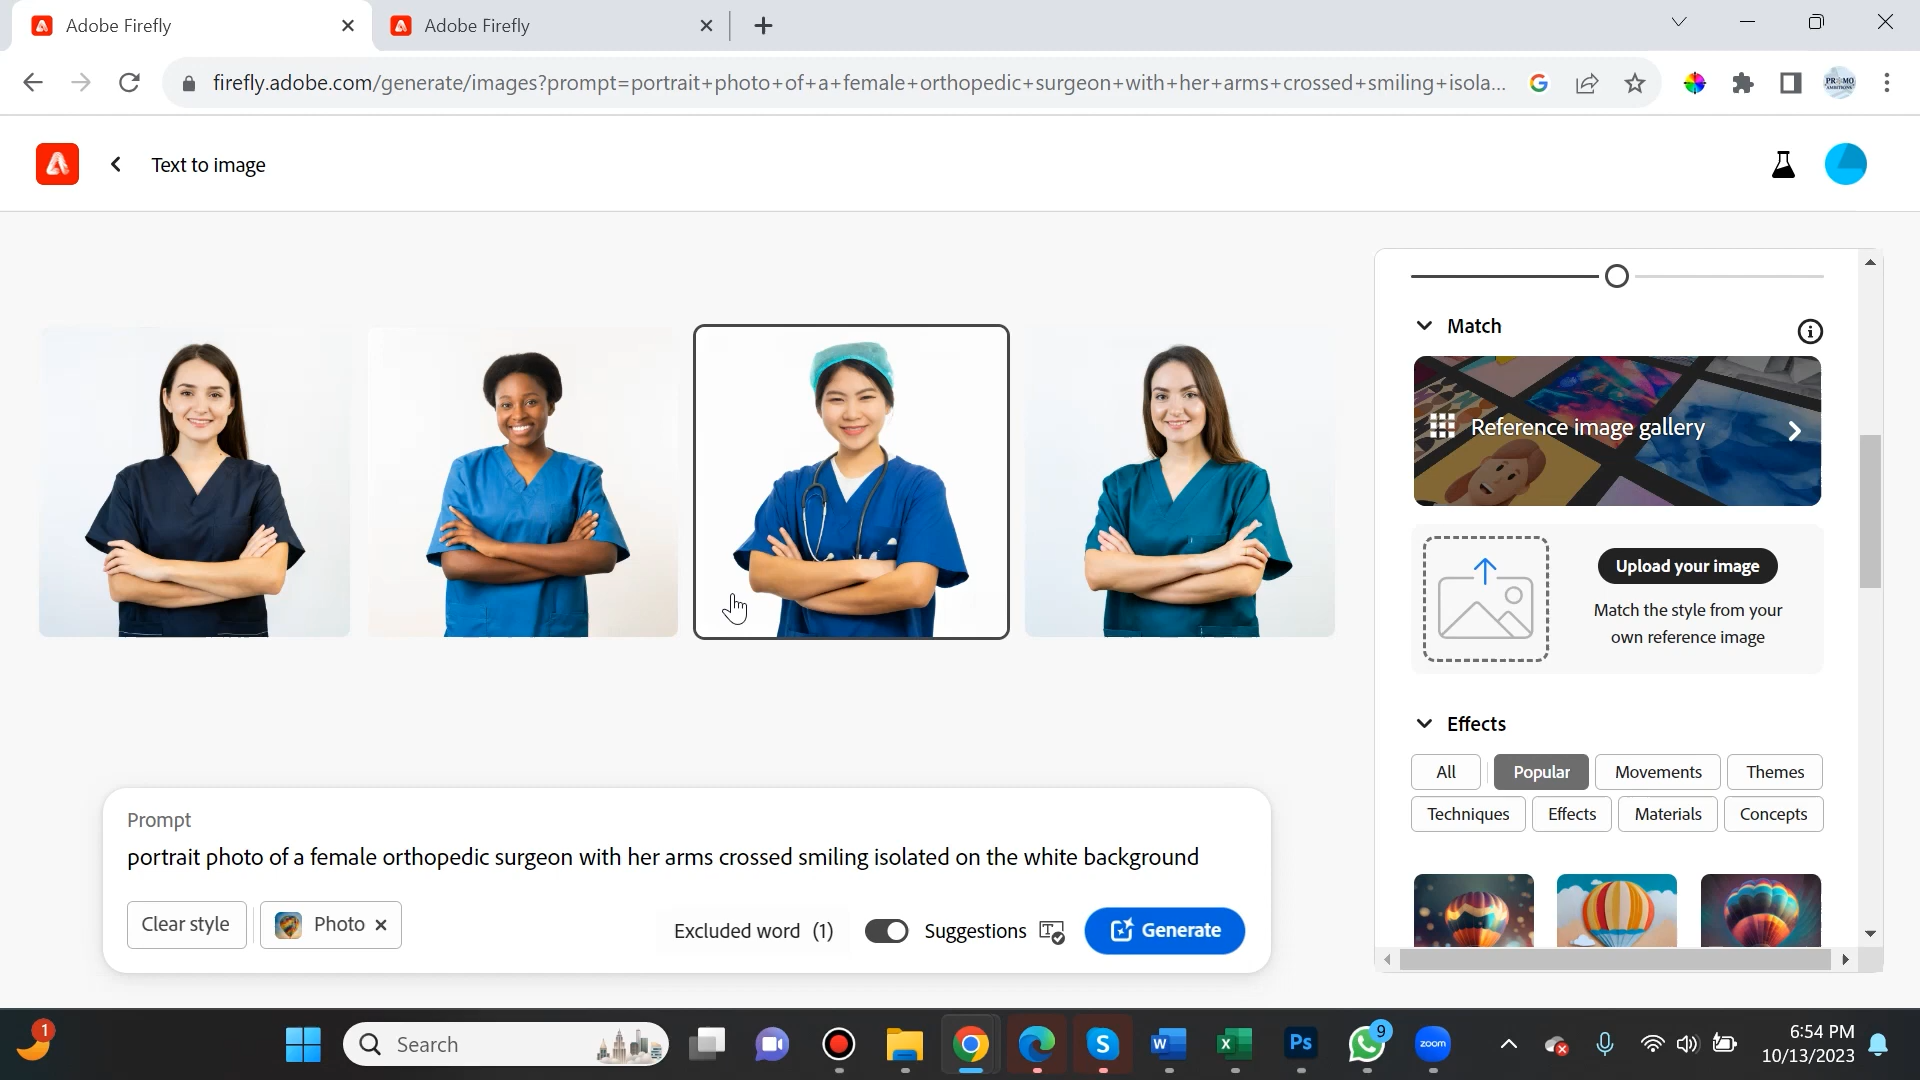 Adobe Firefly
Adobe Firefly
firefly.adobe.com/generate/images?prompt=portrait+photo+of+a+female+orthopedic+surgeon+with+her+arms+crossed+smiling+isola...
Text to image
Match
Reference image gallery
Upload your image
Match the style from your
own reference image
Effects
All Popular Movements Themes
Techniques Effects Materials Concepts
Prompt
portrait photo of a female orthopedic surgeon with her arms crossed smiling isolated on the white background
Clear style Photo Excluded word (1) Suggestions Generate
1
Search
W
X
S
Ps
9
zoom
6:54 PM
10/13/2023